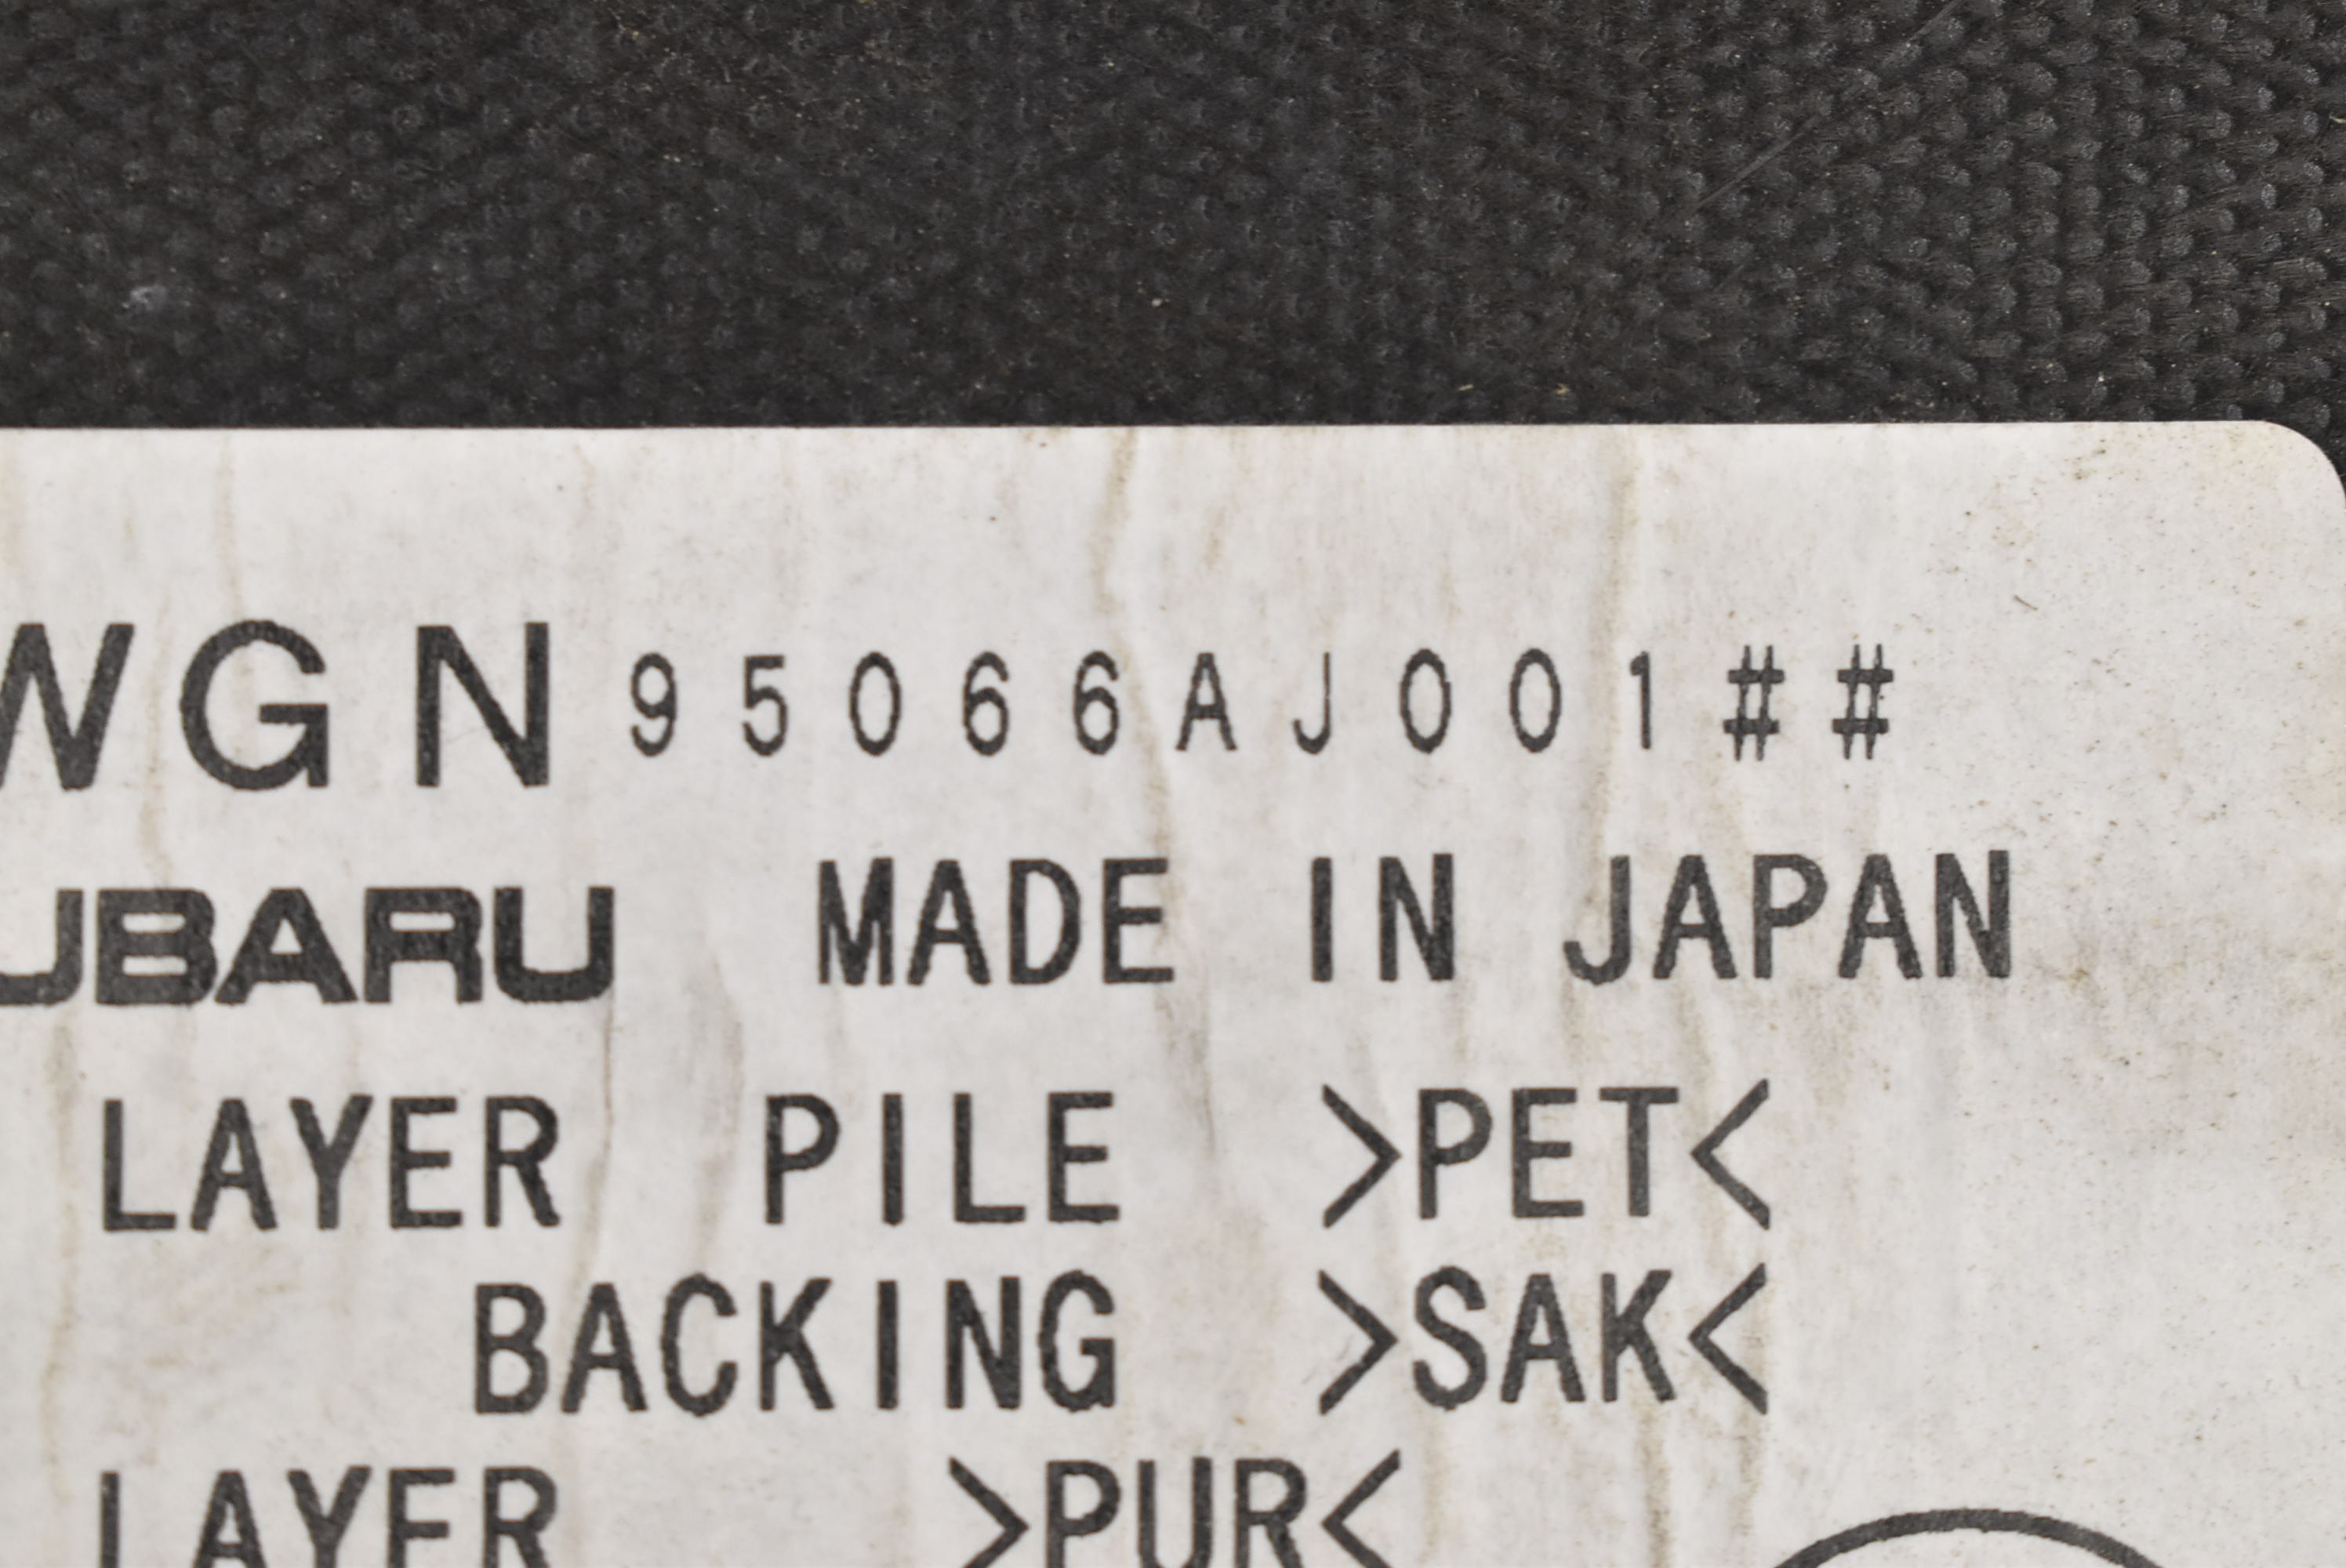 WGN 95066AJ001##
UBARU MADE IN JAPAN
LAYER PILE >PET<
BACKING >SAK<
LAYER >PUR<